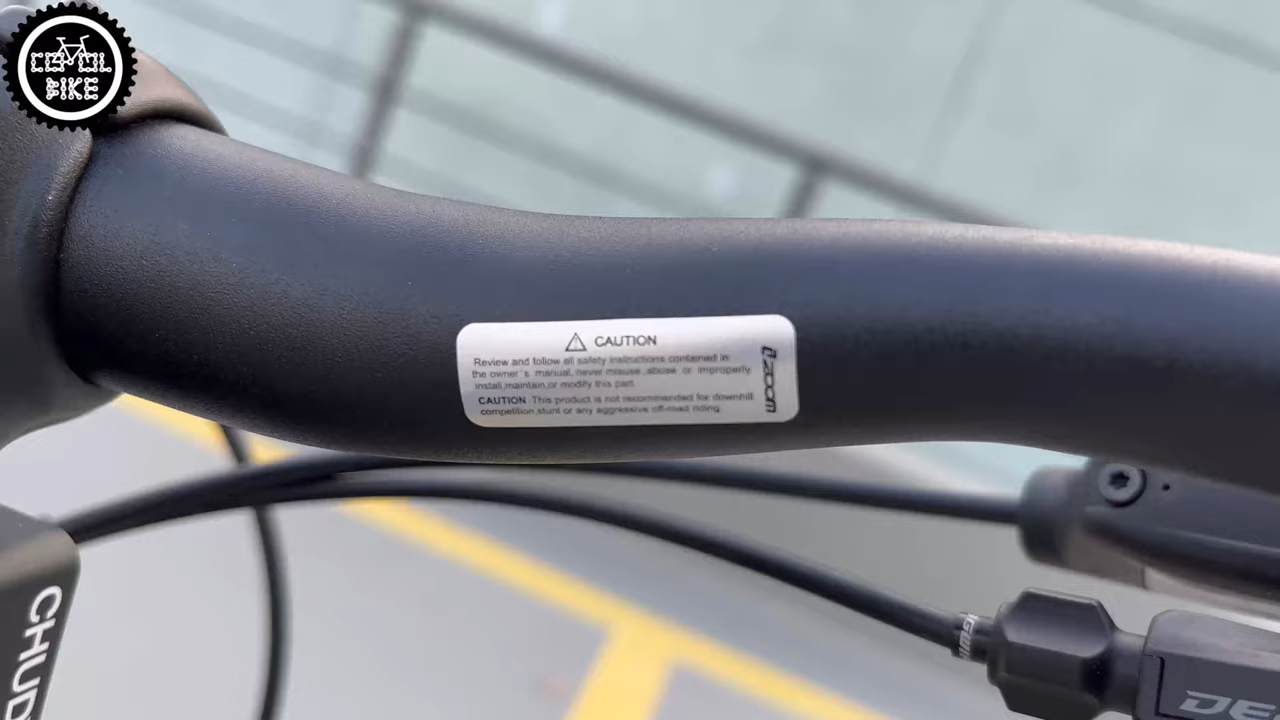 CEPOL
BIKE
CAUTION
Review and follow all safety instructions contained in
the owner's manual, never misuse, abuse or improperly
install,maintain,or modify this part.
CAUTION This product is not recommended for downhill
competition,stunt or any aggressive off-road riding.
zoom
CHUD
DE